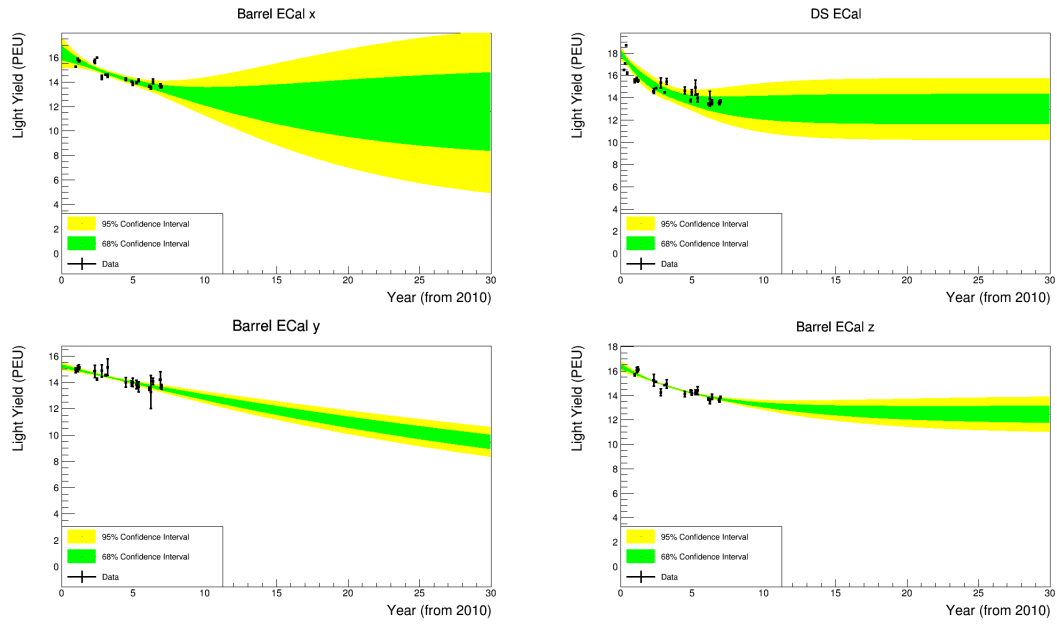 Barrel ECal x
Light Yield (PEU)
16
14
12
10
8
6
4
2
0
95% Confidence Interval
68% Confidence Interval
Data
0 5 10 15 20 25 30
Year (from 2010)
DS ECal
Light Yield (PEU)
18
16
14
12
10
8
6
4
2
0
95% Confidence Interval
68% Confidence Interval
Data
0 5 10 15 20 25 30
Year (from 2010)
Barrel ECal y
Light Yield (PEU)
16
14
12
10
8
6
4
2
0
95% Confidence Interval
68% Confidence Interval
Data
0 5 10 15 20 25 30
Year (from 2010)
Barrel ECal z
Light Yield (PEU)
18
16
14
12
10
8
6
4
2
0
95% Confidence Interval
68% Confidence Interval
Data
0 5 10 15 20 25 30
Year (from 2010)